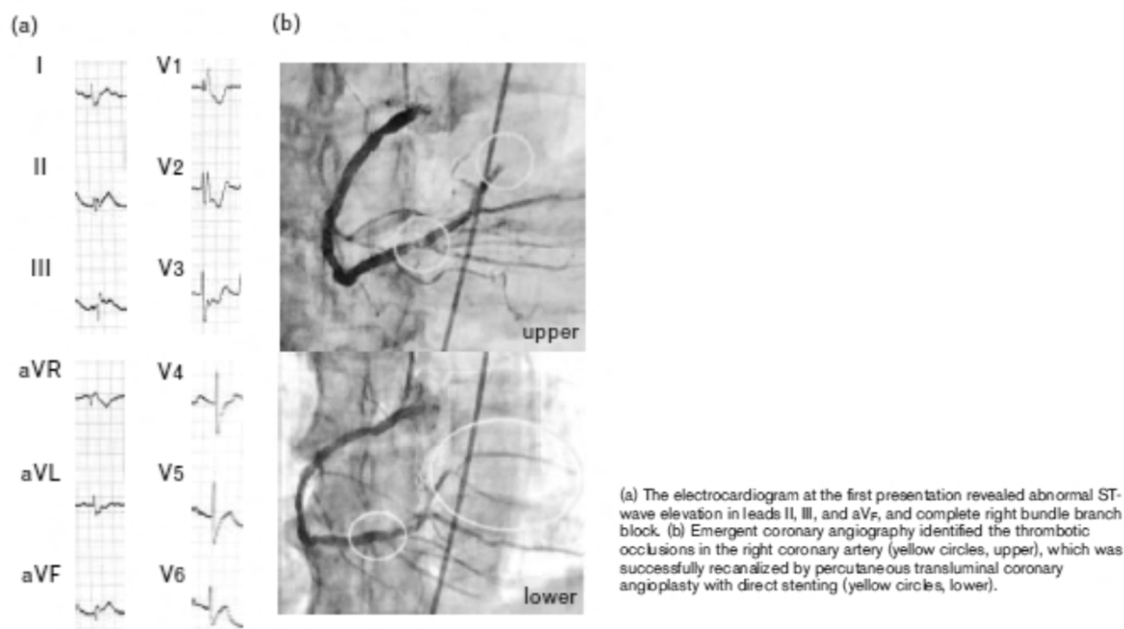 (a)
(b)
I
V1
II
V2
III
V3
aVR
V4
aVL
V5
aVF
V6
upper
lower
(a) The electrocardiogram at the first presentation revealed abnormal ST-
wave elevation in leads II, III, and aVF, and complete right bundle branch
block. (b) Emergent coronary angiography identified the thrombotic
occlusions in the right coronary artery (yellow circles, upper), which was
successfully recanalized by percutaneous transluminal coronary
angioplasty with direct stenting (yellow circles, lower).